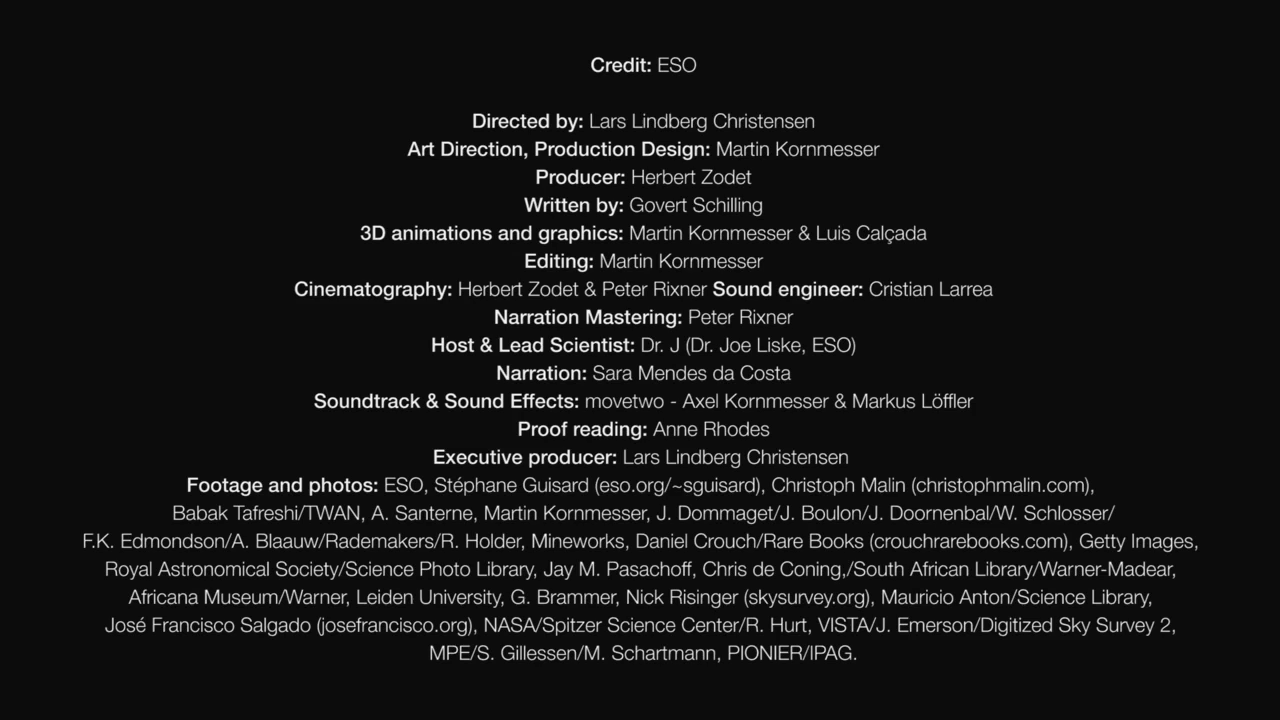 Credit: ESO
Directed by: Lars Lindberg Christensen
Art Direction, Production Design: Martin Kornmesser
Producer: Herbert Zodet
Written by: Govert Schilling
3D animations and graphics: Martin Kornmesser & Luis Calçada
Editing: Martin Kornmesser
Cinematography: Herbert Zodet & Peter Rixner Sound engineer: Cristian Larrea
Narration Mastering: Peter Rixner
Host & Lead Scientist: Dr. J (Dr. Joe Liske, ESO)
Narration: Sara Mendes da Costa
Soundtrack & Sound Effects: movetwo - Axel Kornmesser & Markus Löffler
Proof reading: Anne Rhodes
Executive producer: Lars Lindberg Christensen
Footage and photos: ESO, Stéphane Guisard (eso.org/~sguisard), Christoph Malin (christophmalin.com),
Babak Tafreshi/TWAN, A. Santerne, Martin Kornmesser, J. Dommaget/J. Boulon/J. Doornenbal/W. Schlosser/
F.K. Edmondson/A. Blaauw/Rademakers/R. Holder, Mineworks, Daniel Crouch/Rare Books (crouchrarebooks.com), Getty Images,
Royal Astronomical Society/Science Photo Library, Jay M. Pasachoff, Chris de Coning,/South African Library/Warner-Madear,
Africana Museum/Warner, Leiden University, G. Brammer, Nick Risinger (skysurvey.org), Mauricio Anton/Science Library,
José Francisco Salgado (josefrancisco.org), NASA/Spitzer Science Center/R. Hurt, VISTA/J. Emerson/Digitized Sky Survey 2,
MPE/S. Gillessen/M. Schartmann, PIONIER/IPAG.